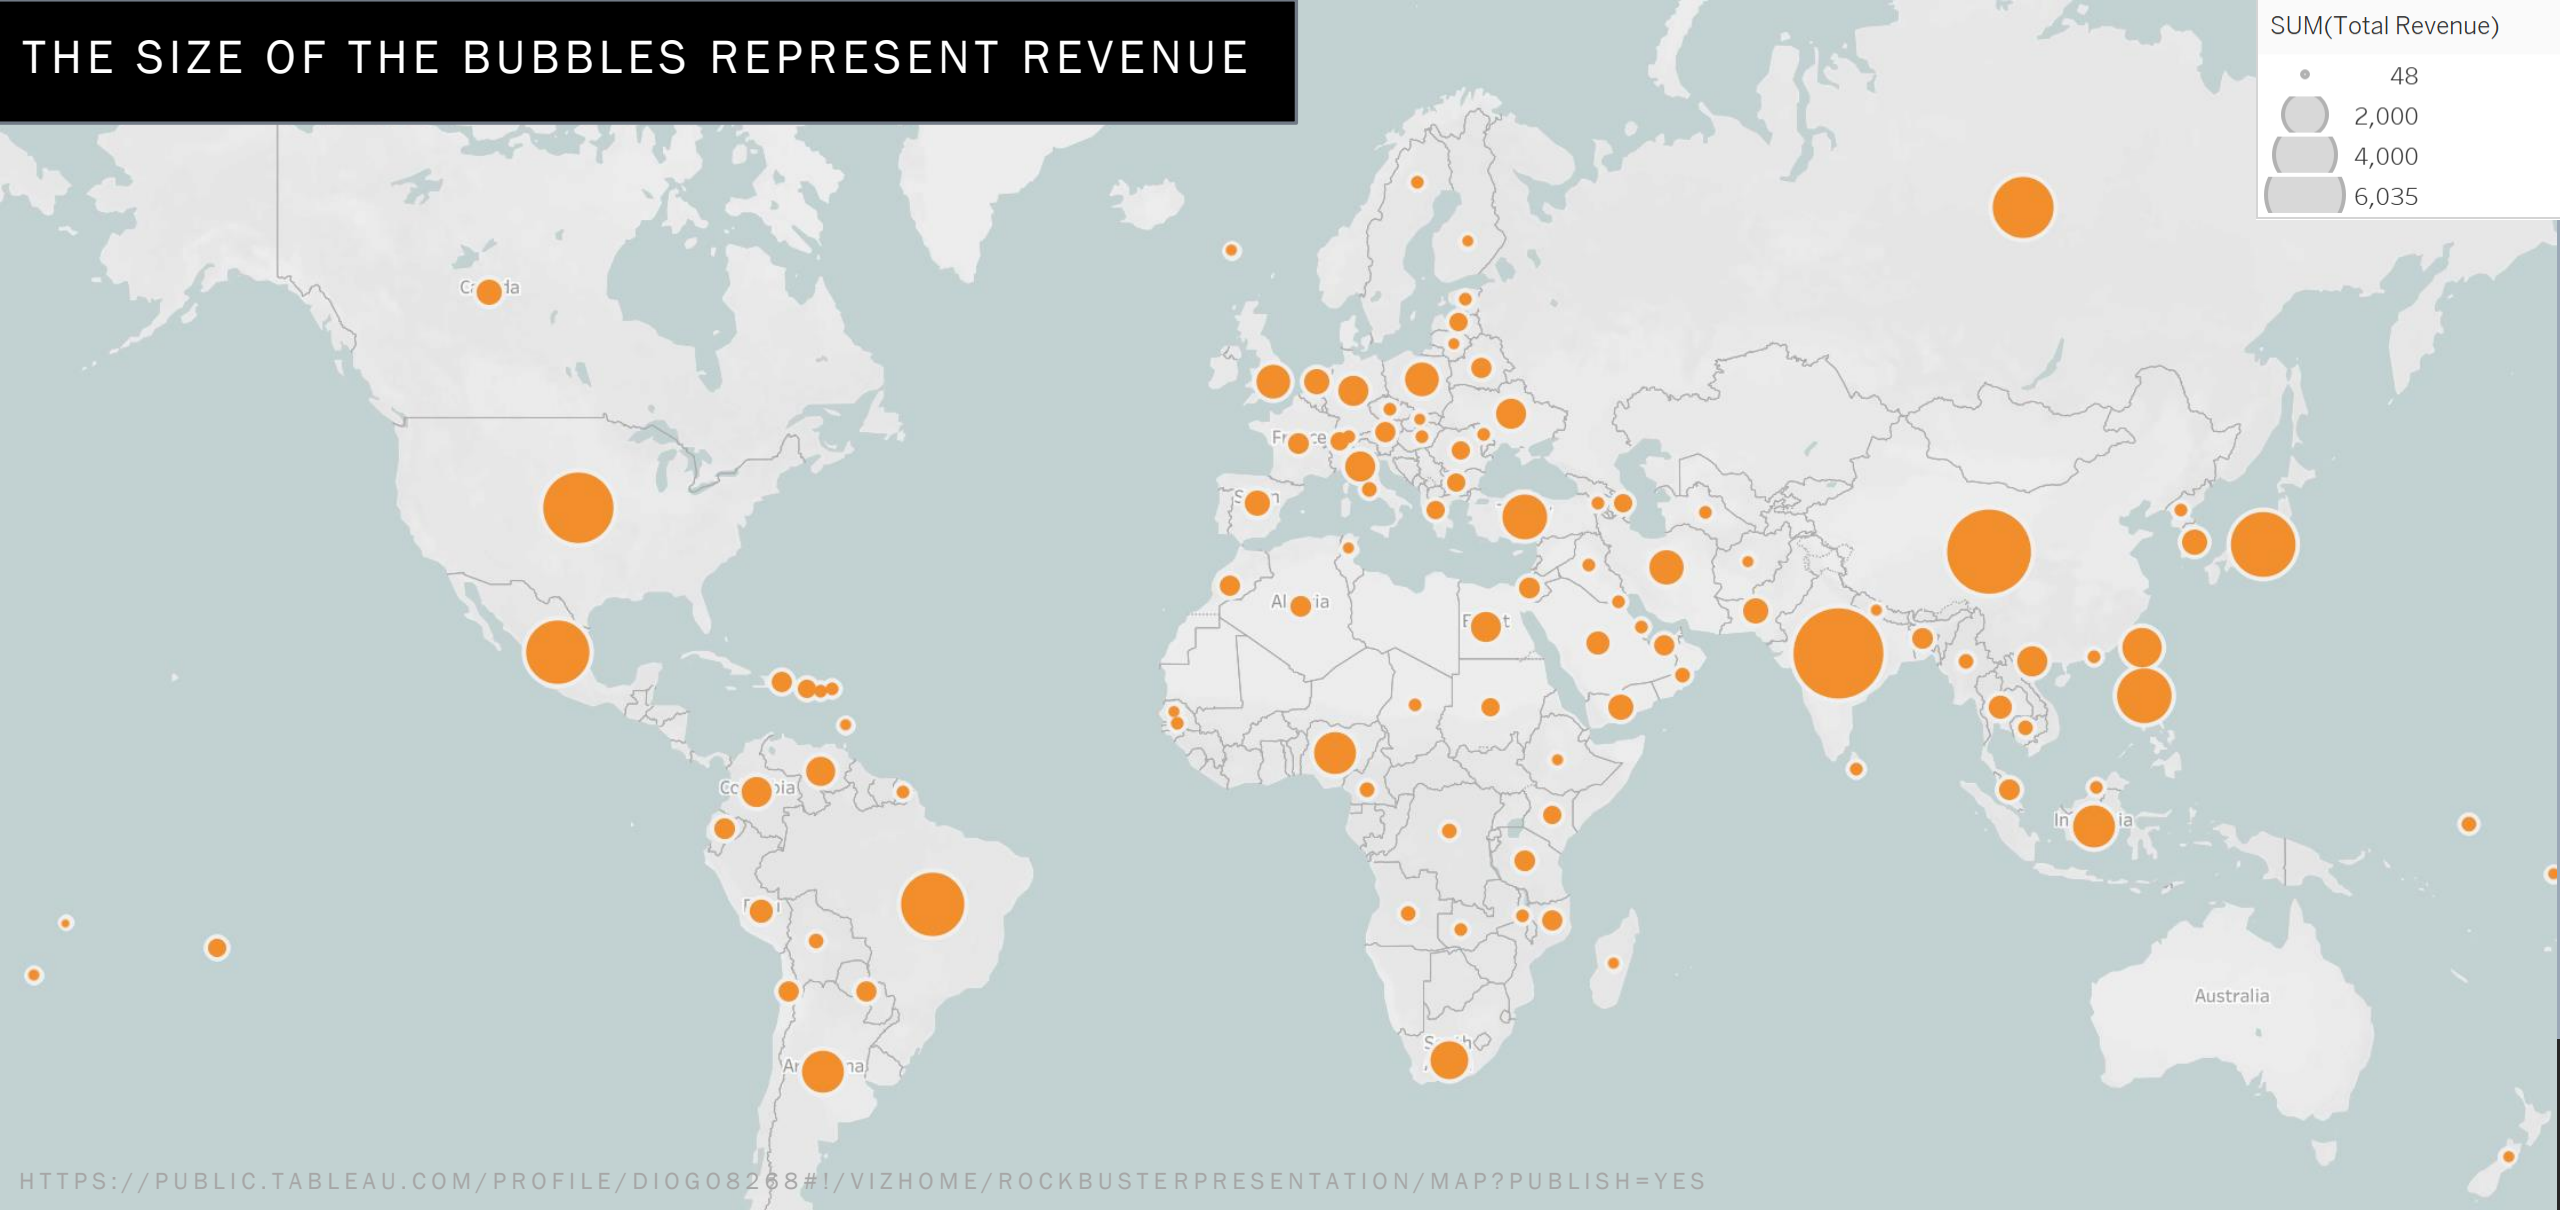 THE SIZE OF THE BUBBLES REPRESENT REVENUE
SUM(Total Revenue)
48
2,000
4,000
6,035
Australia
HTTPS://PUBLIC.TABLEAU.COM/PROFILE/DIOGO8268#!/VIZHOME/ROCKBUSTERPRESENTATION/MAP?PUBLISH=YES